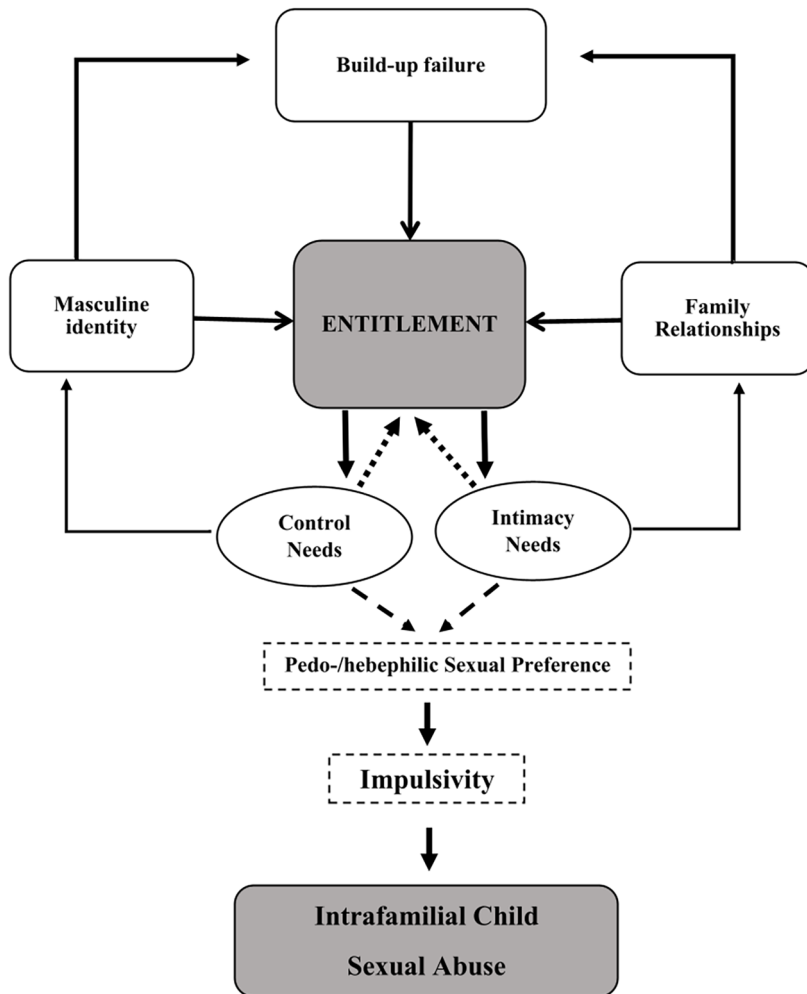 Build-up failure
Masculine
identity
ENTITLEMENT
Family
Relationships
Control
Needs
Intimacy
Needs
Pedo-/hebephilic Sexual Preference
Impulsivity
Intrafamilial Child
Sexual Abuse